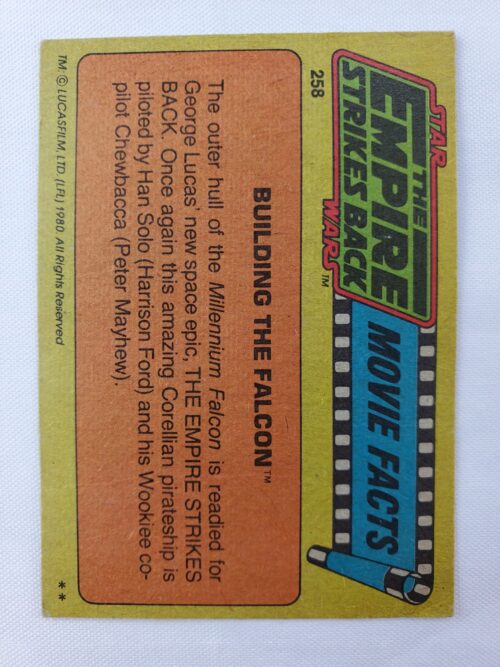 STAR
THE
EMPIRE
STRIKES BACK
WARS™
MOVIE FACTS
258
BUILDING THE FALCON™
The outer hull of the Millennium Falcon is readied for
George Lucas' new space epic, THE EMPIRE STRIKES
BACK. Once again this amazing Corellian pirateship is
piloted by Han Solo (Harrison Ford) and his Wookiee co-
pilot Chewbacca (Peter Mayhew).
TM: © LUCASFILM, LTD. (LFL) 1980. All Rights Reserved
**